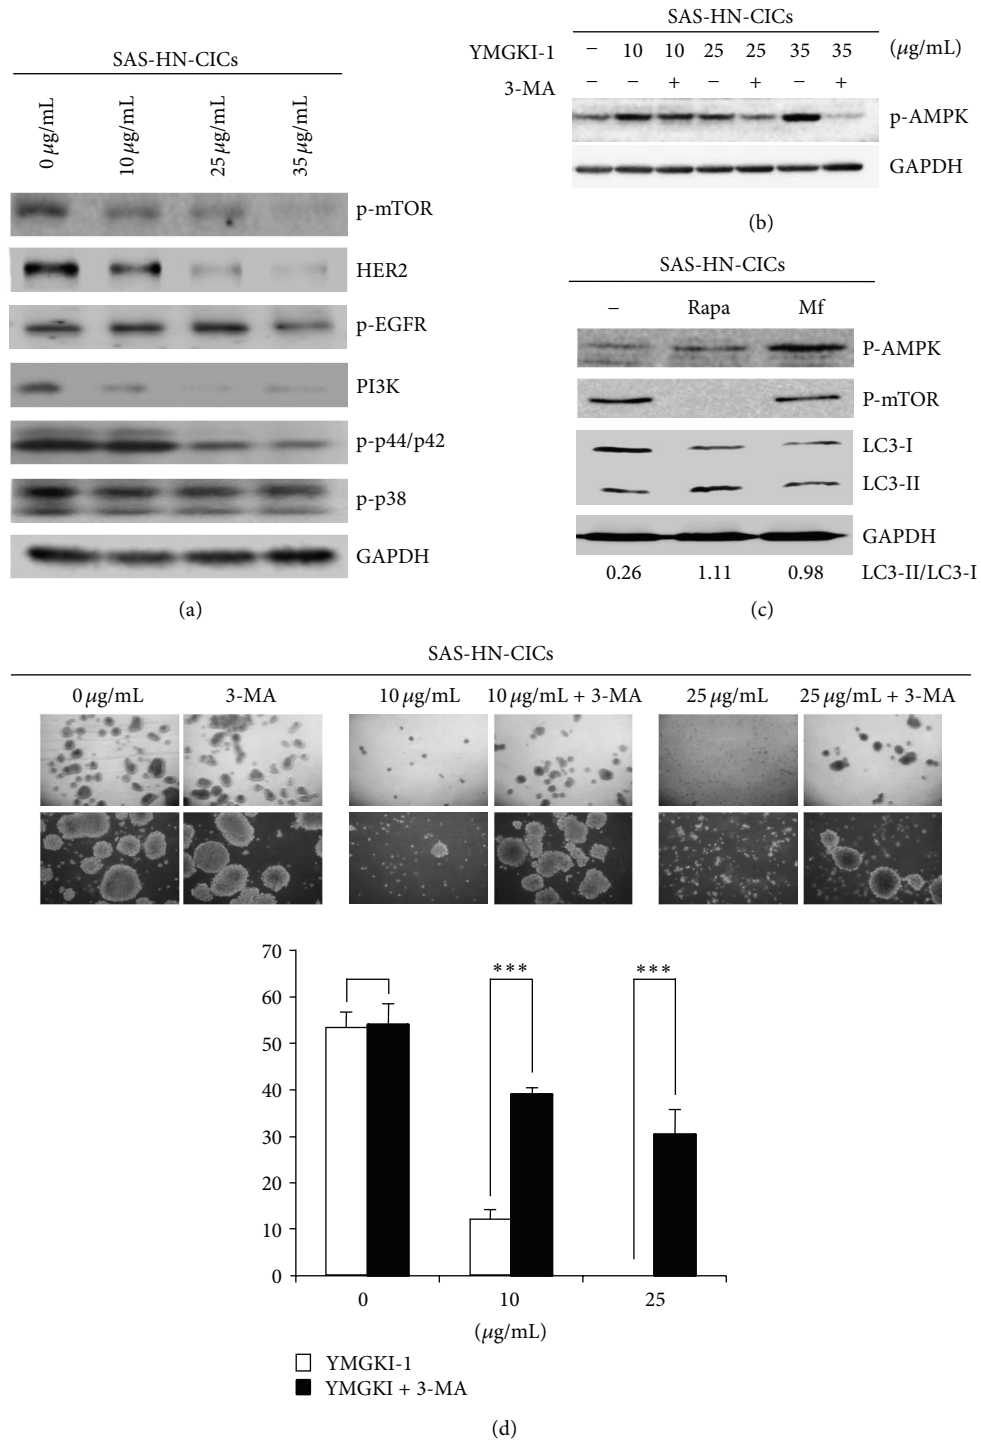 SAS-HN-CICs
0 µg/mL
10 µg/mL
25 µg/mL
35 µg/mL
p-mTOR
HER2
p-EGFR
PI3K
p-p44/p42
p-p38
GAPDH
(a)
SAS-HN-CICs
YMGKI-1 – 10 10 25 25 35 35 (µg/mL)
3-MA – – + – + – +
p-AMPK
GAPDH
(b)
SAS-HN-CICs
– Rapa Mf
P-AMPK
P-mTOR
LC3-I
LC3-II
GAPDH
0.26 1.11 0.98 LC3-II/LC3-I
(c)
SAS-HN-CICs
0 µg/mL 3-MA 10 µg/mL 10 µg/mL + 3-MA 25 µg/mL 25 µg/mL + 3-MA
70
60
50
40
30
20
10
0
*** ***
0 10 25
(µg/mL)
YMGKI-1
YMGKI + 3-MA
(d)